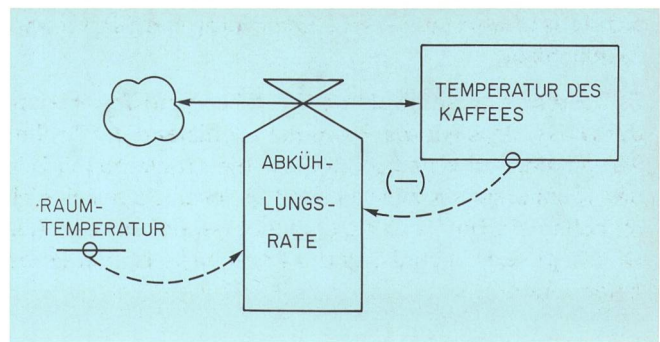 TEMPERATUR DES
KAFFEES
ABKÜH-
LUNGS-
RATE
(—)
RAUM-
TEMPERATUR